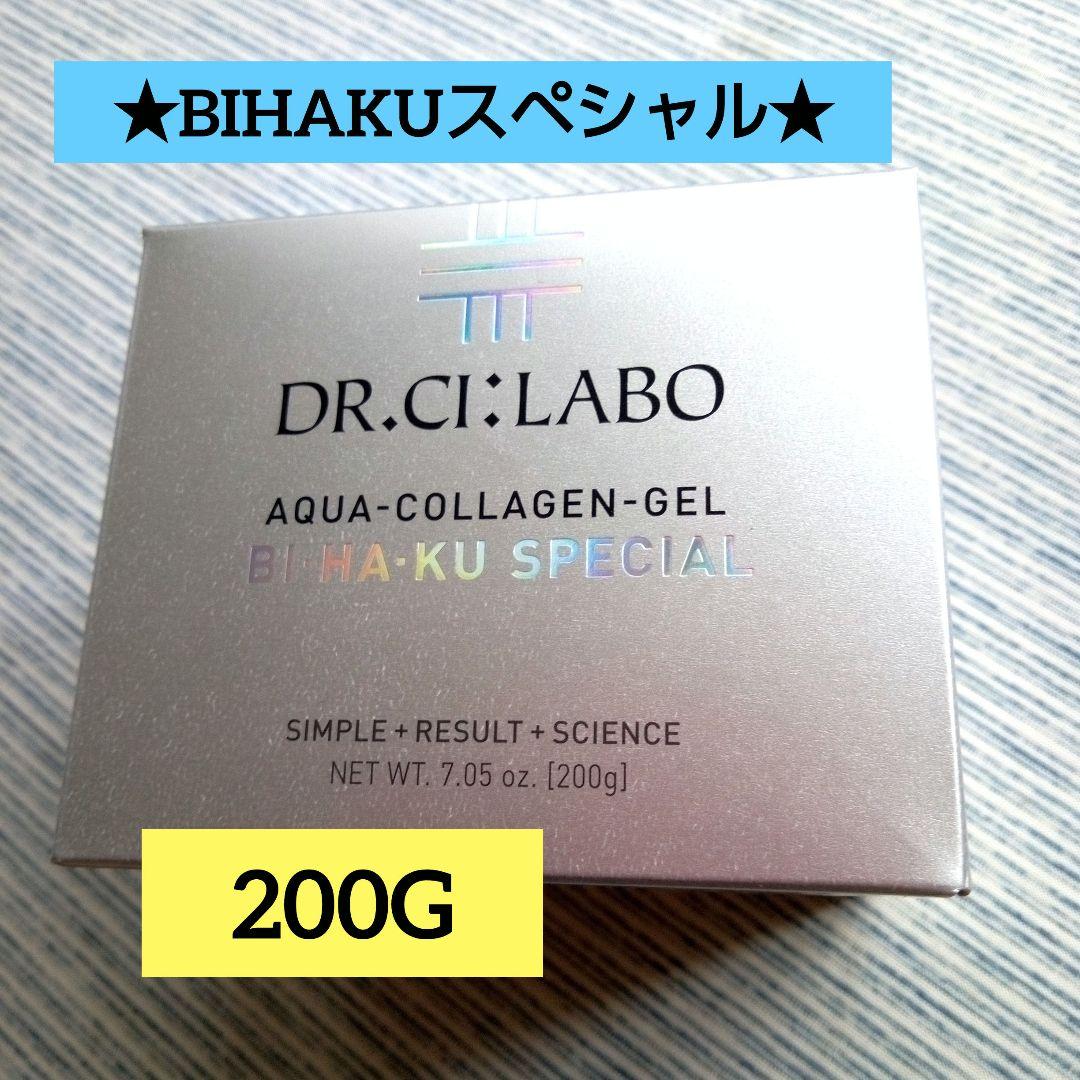 ★BIHAKUスペシャル★
DR.CI:LABO
AQUA-COLLAGEN-GEL
BI·HA·KU SPECIAL
SIMPLE + RESULT + SCIENCE
NET WT. 7.05 oz. [200g]
200G